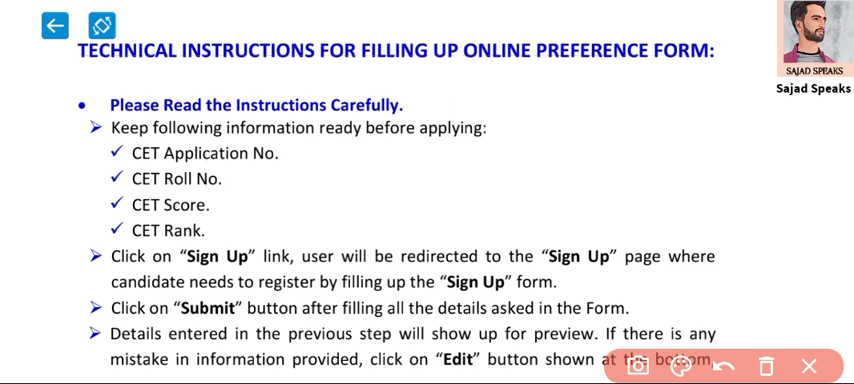 SAJAD SPEAKS
Sajad Speaks
TECHNICAL INSTRUCTIONS FOR FILLING UP ONLINE PREFERENCE FORM:
• Please Read the Instructions Carefully.
➢ Keep following information ready before applying:
✓ CET Application No.
✓ CET Roll No.
✓ CET Score.
✓ CET Rank.
➢ Click on “Sign Up” link, user will be redirected to the “Sign Up” page where
candidate needs to register by filling up the “Sign Up” form.
➢ Click on “Submit” button after filling all the details asked in the Form.
➢ Details entered in the previous step will show up for preview. If there is any
mistake in information provided, click on “Edit” button shown at the bottom,